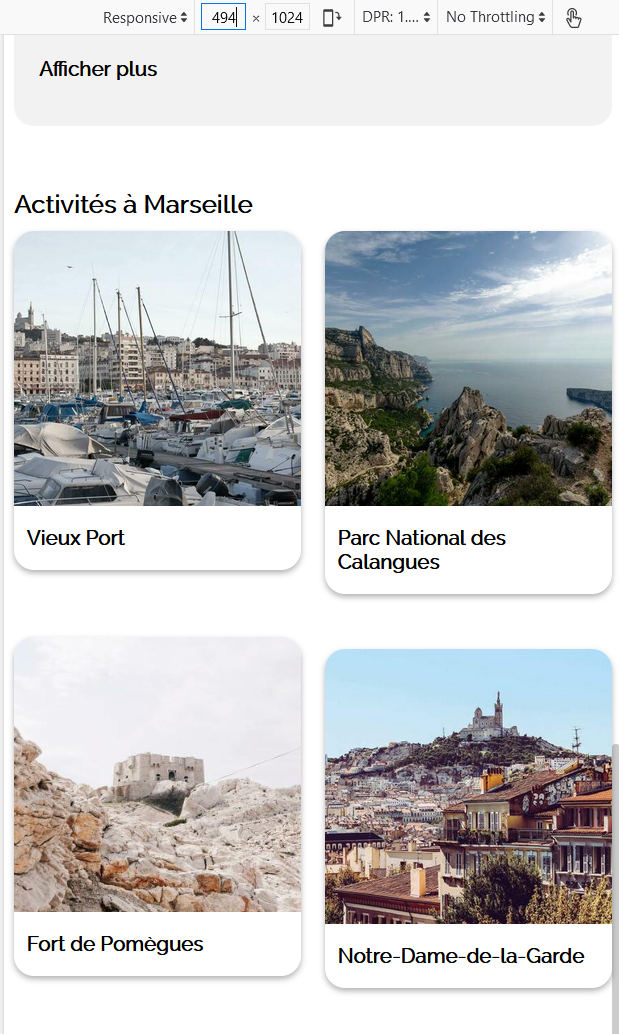 Responsive 494 × 1024 DPR: 1.... No Throttling
Afficher plus
Activités à Marseille
Vieux Port
Parc National des
Calangues
Fort de Pomègues
Notre-Dame-de-la-Garde